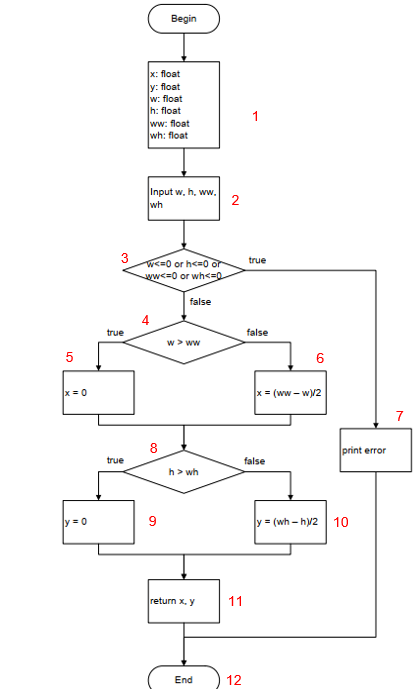 Begin
x: float
y: float
w: float
h: float
ww: float
wh: float
1
Input w, h, ww,
wh
2
3
w<=0 or h<=0 or
ww<=0 or wh<=0
true
false
4
true
w > ww
false
5
x = 0
6
x = (ww – w)/2
7
print error
8
true
h > wh
false
y = 0
9
y = (wh – h)/2
10
return x, y
11
End
12